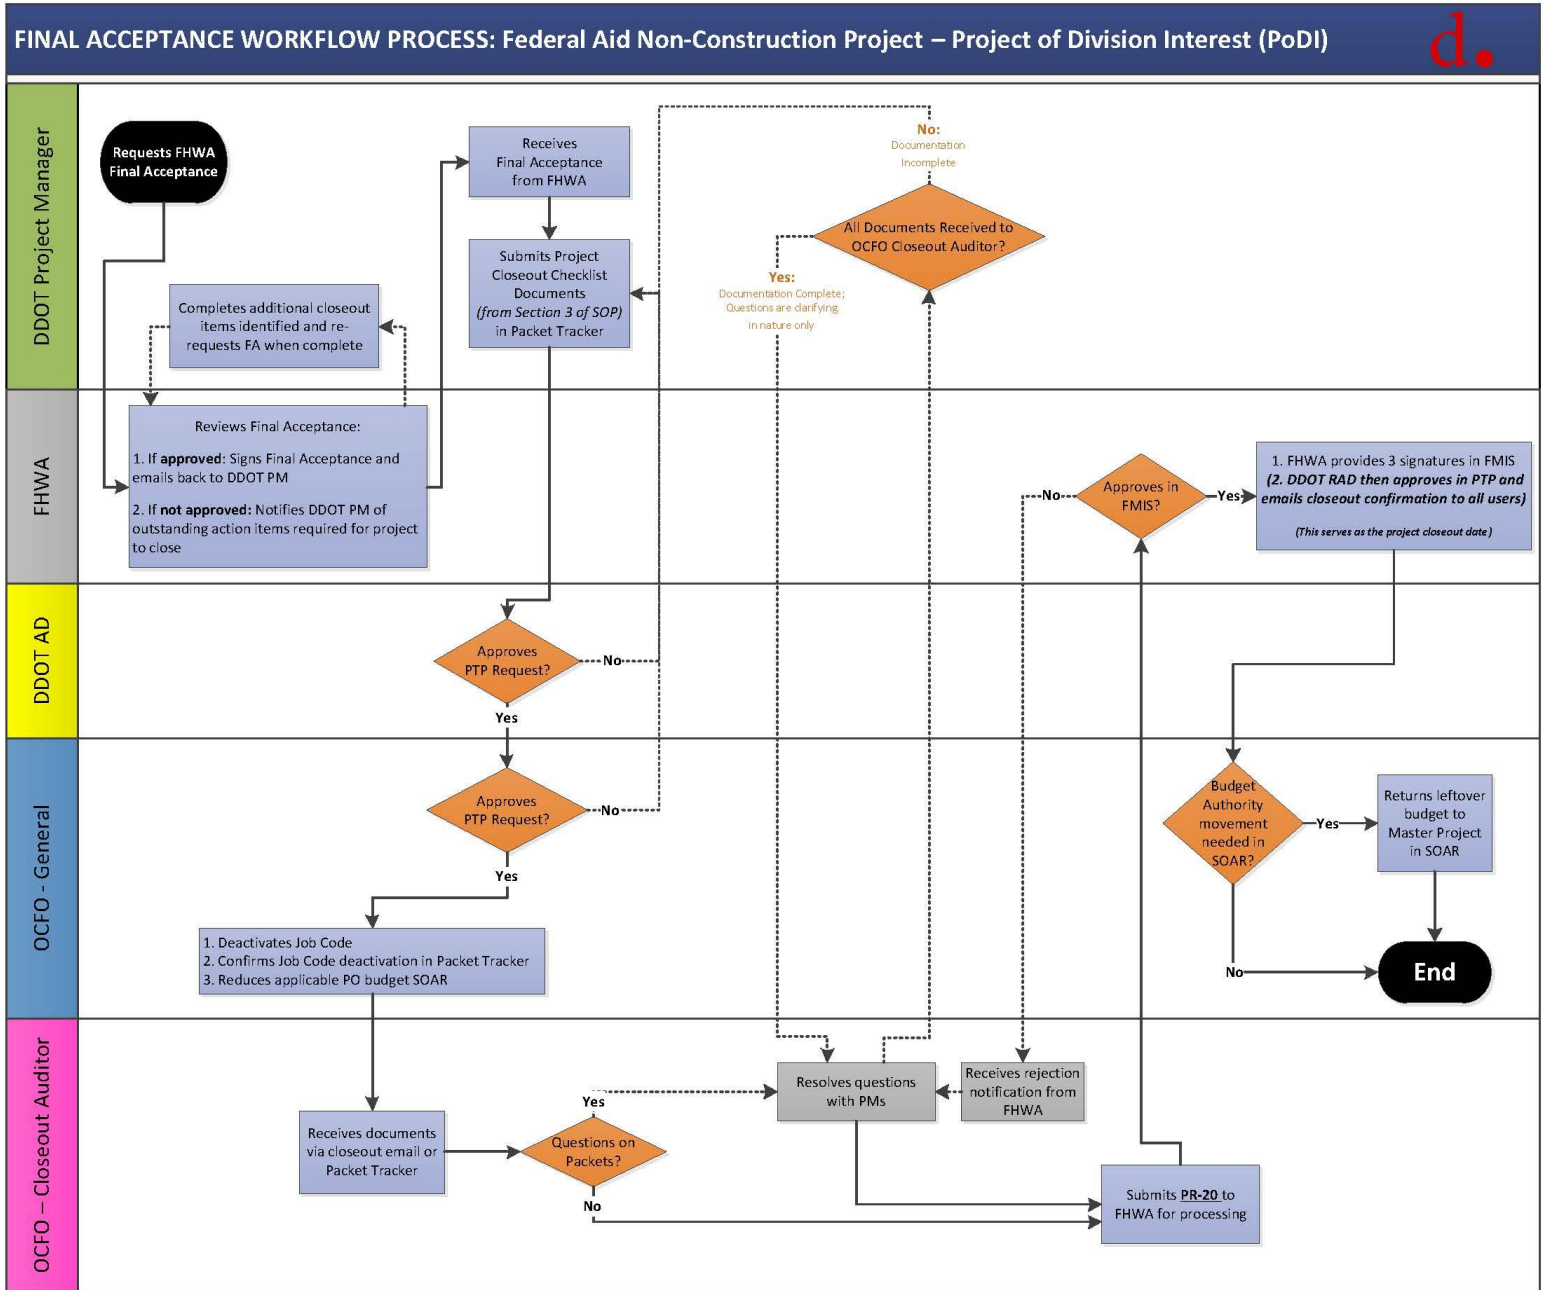 FINAL ACCEPTANCE WORKFLOW PROCESS: Federal Aid Non-Construction Project – Project of Division Interest (PoDI)
d.
DDOT Project Manager
Requests FHWA
Final Acceptance
Receives
Final Acceptance
from FHWA
No:
Documentation
Incomplete
All Documents Received to
OCFO Closeout Auditor?
Yes:
Documentation Complete;
Questions are clarifying
in nature only
Submits Project
Closeout Checklist
Documents
(from Section 3 of SOP)
in Packet Tracker
Completes additional closeout
items identified and re-
requests FA when complete
FHWA
Reviews Final Acceptance:
1. If approved: Signs Final Acceptance and
emails back to DDOT PM
2. If not approved: Notifies DDOT PM of
outstanding action items required for project
to close
No
Approves in
FMIS?
Yes
1. FHWA provides 3 signatures in FMIS
(2. DDOT RAD then approves in PTP and
emails closeout confirmation to all users)
(This serves as the project closeout date)
DDOT AD
Approves
PTP Request?
No
Yes
OCFO - General
Approves
PTP Request?
No
Yes
Budget
Authority
movement
needed in
SOAR?
Yes
Returns leftover
budget to
Master Project
in SOAR
No
End
1. Deactivates Job Code
2. Confirms Job Code deactivation in Packet Tracker
3. Reduces applicable PO budget SOAR
OCFO – Closeout Auditor
Receives documents
via closeout email or
Packet Tracker
Yes
Questions on
Packets?
No
Resolves questions
with PMs
Receives rejection
notification from
FHWA
Submits PR-20 to
FHWA for processing